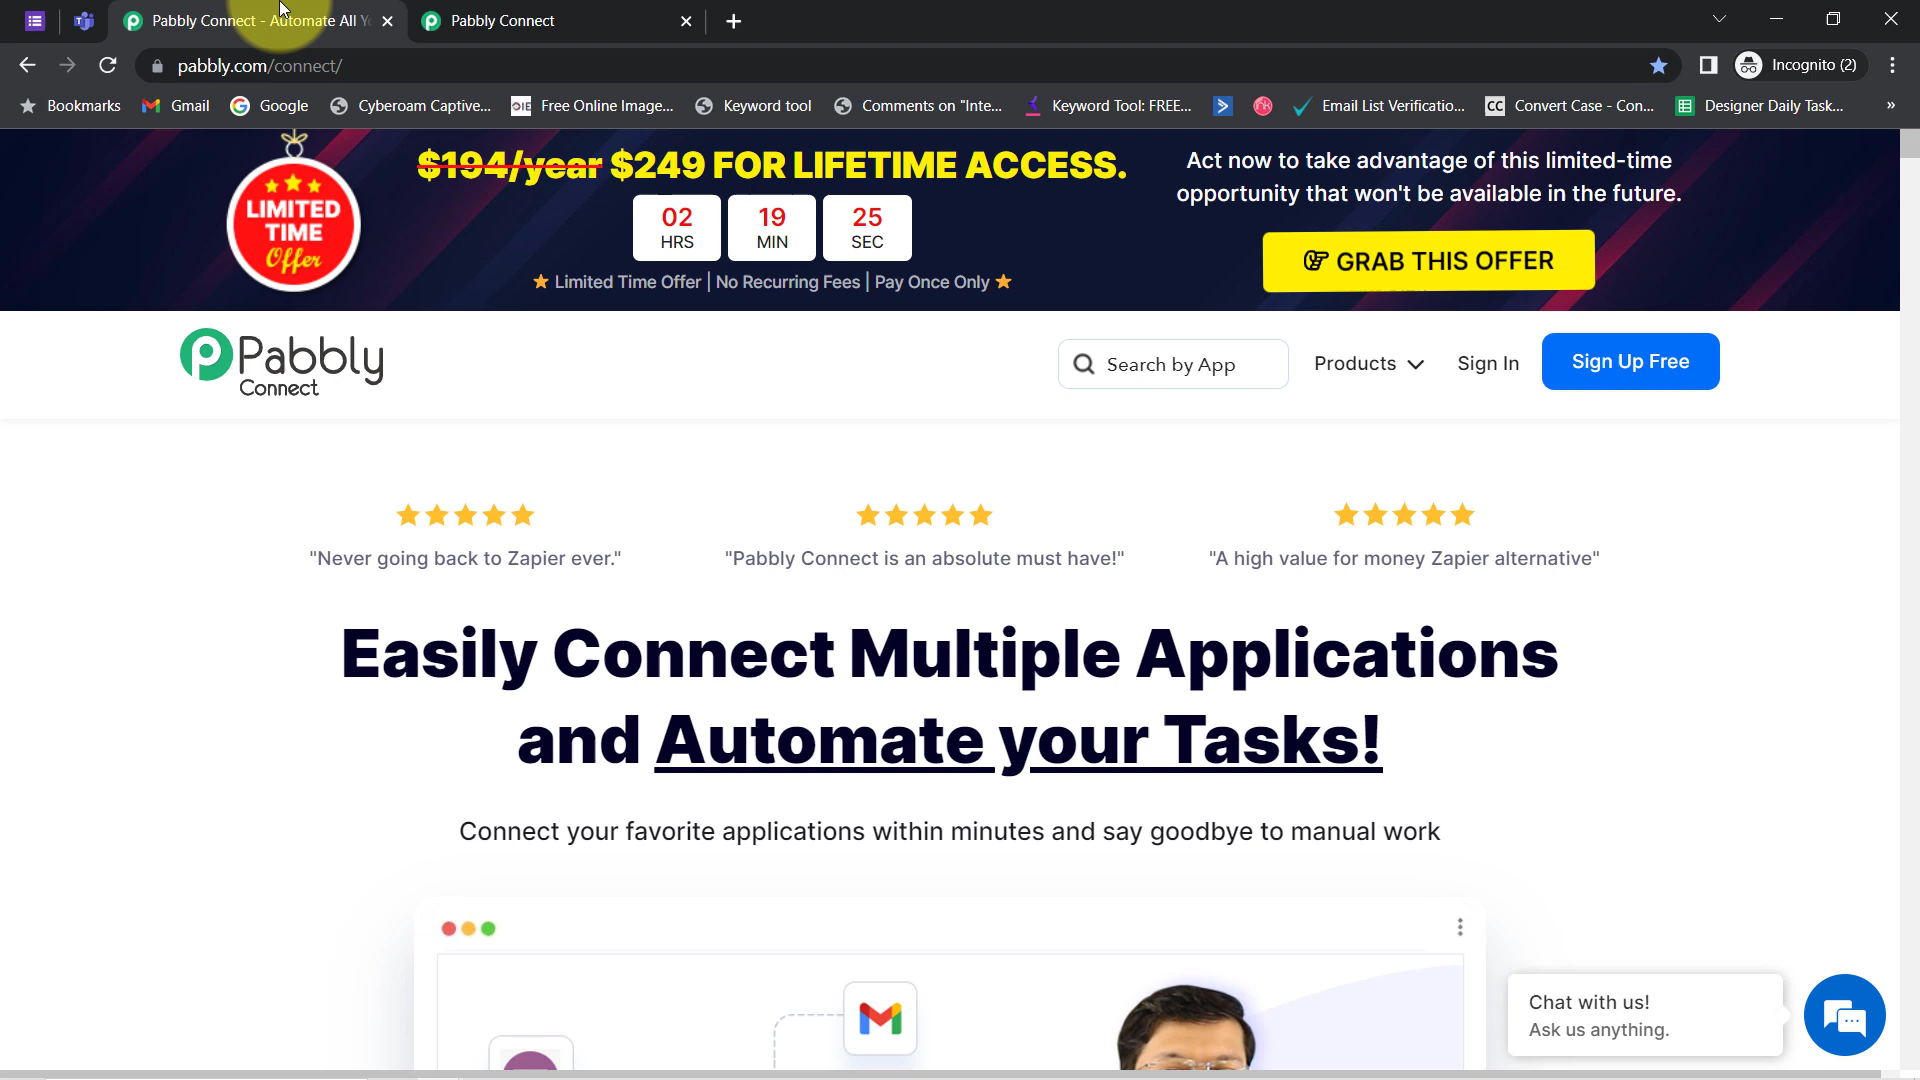 Pabbly Connect - Automate All Y
Pabbly Connect
pabbly.com/connect/
Incognito (2)
Bookmarks
Gmail
Google
Cyberoam Captive...
OIE
Free Online Image...
Keyword tool
Comments on "Inte...
Keyword Tool: FREE...
Email List Verificatio...
CC
Convert Case - Con...
Designer Daily Task...
»
LIMITED
TIME
Offer
$194/year $249 FOR LIFETIME ACCESS.
02 19 25
HRS MIN SEC
Limited Time Offer | No Recurring Fees | Pay Once Only
Act now to take advantage of this limited-time
opportunity that won't be available in the future.
GRAB THIS OFFER
Pabbly
Connect
Search by App
Products
Sign In
Sign Up Free
"Never going back to Zapier ever."
"Pabbly Connect is an absolute must have!"
"A high value for money Zapier alternative"
Easily Connect Multiple Applications
and Automate your Tasks!
Connect your favorite applications within minutes and say goodbye to manual work
Chat with us!
Ask us anything.